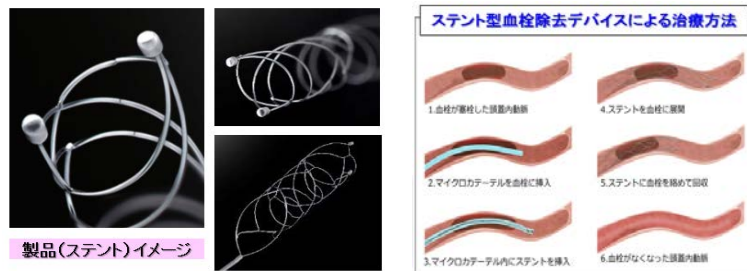 製品(ステント)イメージ
ステント型血栓除去デバイスによる治療方法
1.血栓が塞栓した頭蓋内動脈
2.マイクロカテーテルを血栓に挿入
3.マイクロカテーテル内にステントを挿入
4.ステントを血栓に展開
5.ステントに血栓を絡めて回収
6.血栓がなくなった頭蓋内動脈